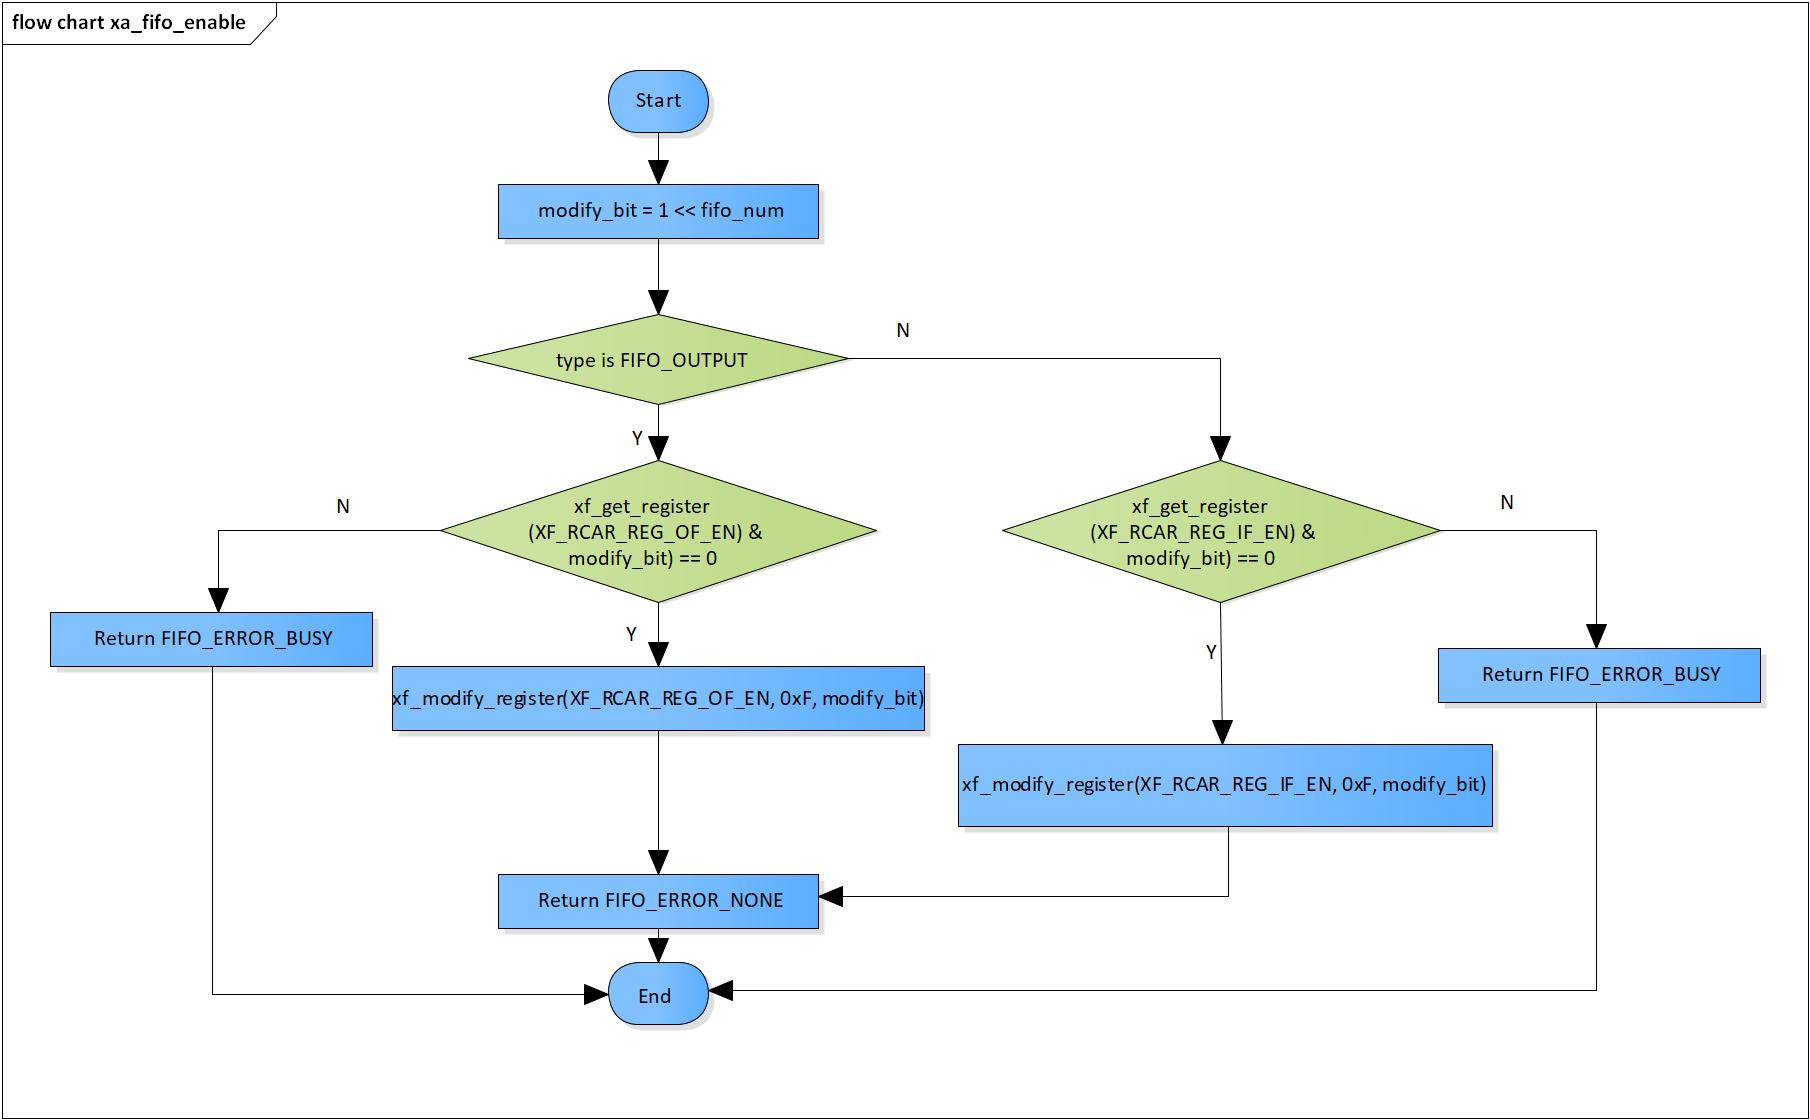 flow chart xa_fifo_enable
Start
modify_bit = 1 << fifo_num
N
type is FIFO_OUTPUT
Y
N
xf_get_register
(XF_RCAR_REG_OF_EN) &
modify_bit) == 0
xf_get_register
(XF_RCAR_REG_IF_EN) &
modify_bit) == 0
N
Return FIFO_ERROR_BUSY
Y
Y
Return FIFO_ERROR_BUSY
xf_modify_register(XF_RCAR_REG_OF_EN, 0xF, modify_bit)
xf_modify_register(XF_RCAR_REG_IF_EN, 0xF, modify_bit)
Return FIFO_ERROR_NONE
End